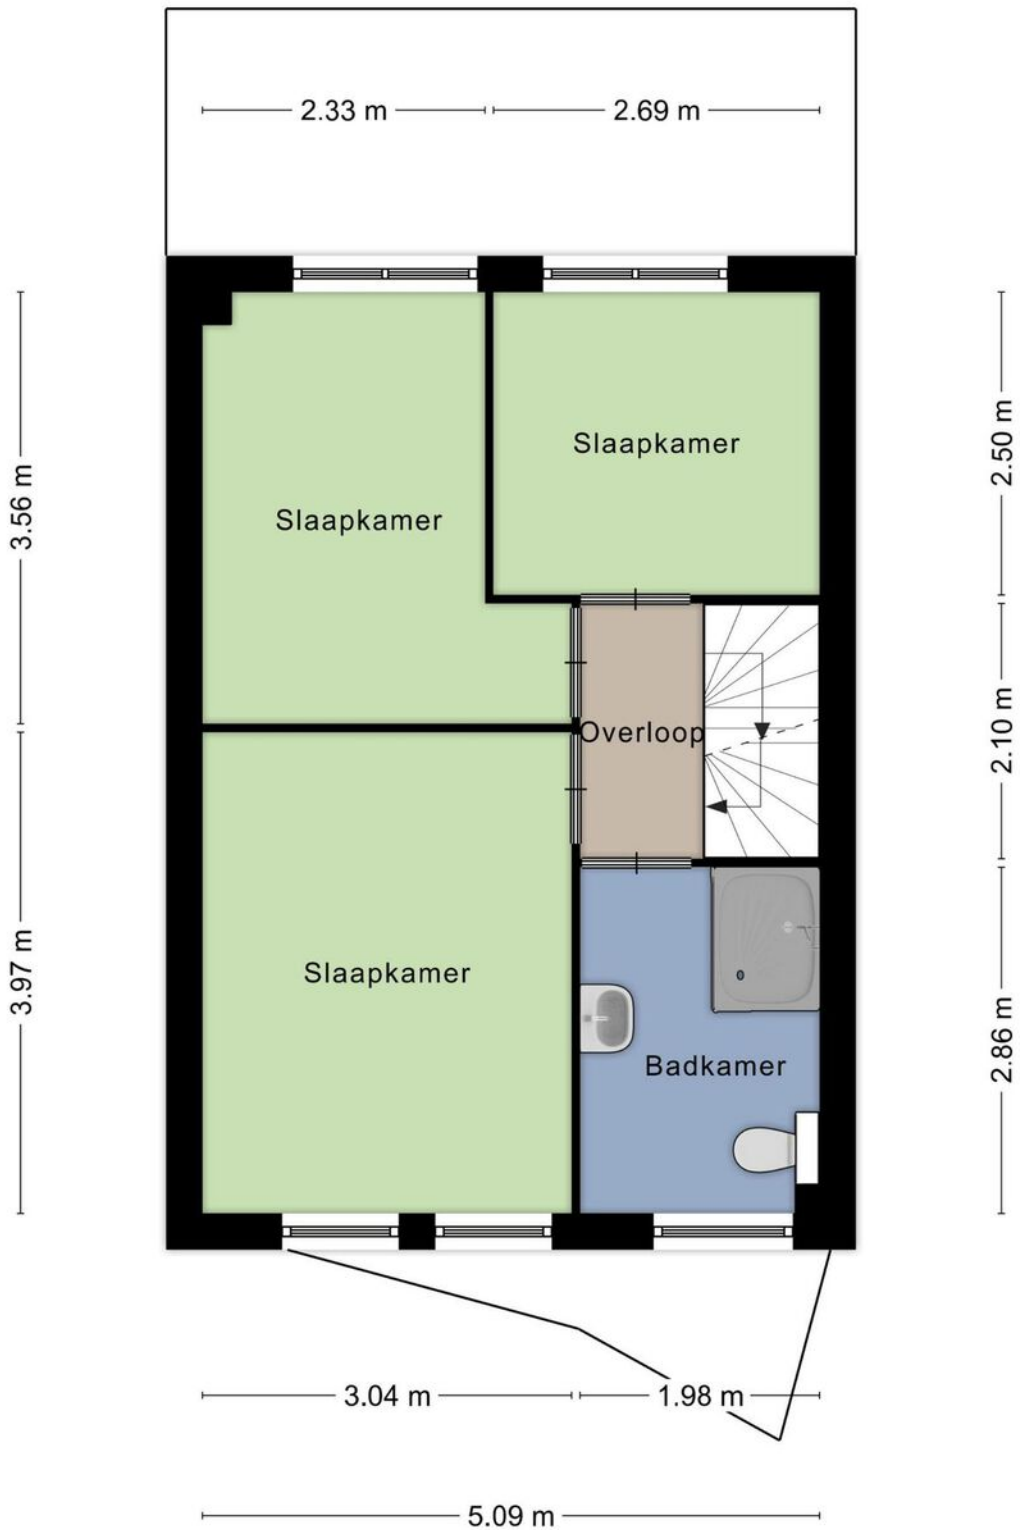 2.33 m
2.69 m
Slaapkamer
2.50 m
3.56 m
Slaapkamer
Overloop
2.10 m
3.97 m
Slaapkamer
Badkamer
2.86 m
3.04 m
1.98 m
5.09 m